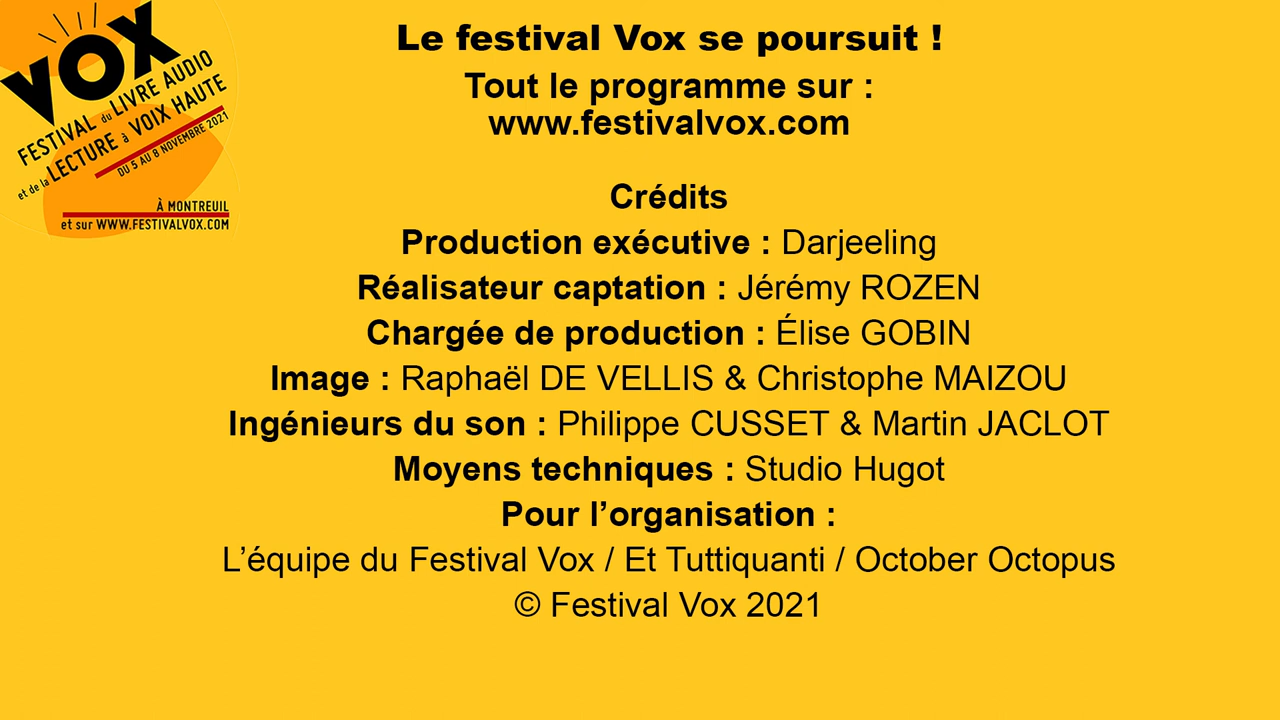 VOX
FESTIVAL du LIVRE AUDIO
et de la LECTURE à VOIX HAUTE
DU 5 AU 8 NOVEMBRE 2021
À MONTREUIL
et sur WWW.FESTIVALVOX.COM
Le festival Vox se poursuit !
Tout le programme sur :
www.festivalvox.com
Crédits
Production exécutive : Darjeeling
Réalisateur captation : Jérémy ROZEN
Chargée de production : Élise GOBIN
Image : Raphaël DE VELLIS & Christophe MAIZOU
Ingénieurs du son : Philippe CUSSET & Martin JACLOT
Moyens techniques : Studio Hugot
Pour l’organisation :
L’équipe du Festival Vox / Et Tuttiquanti / October Octopus
© Festival Vox 2021